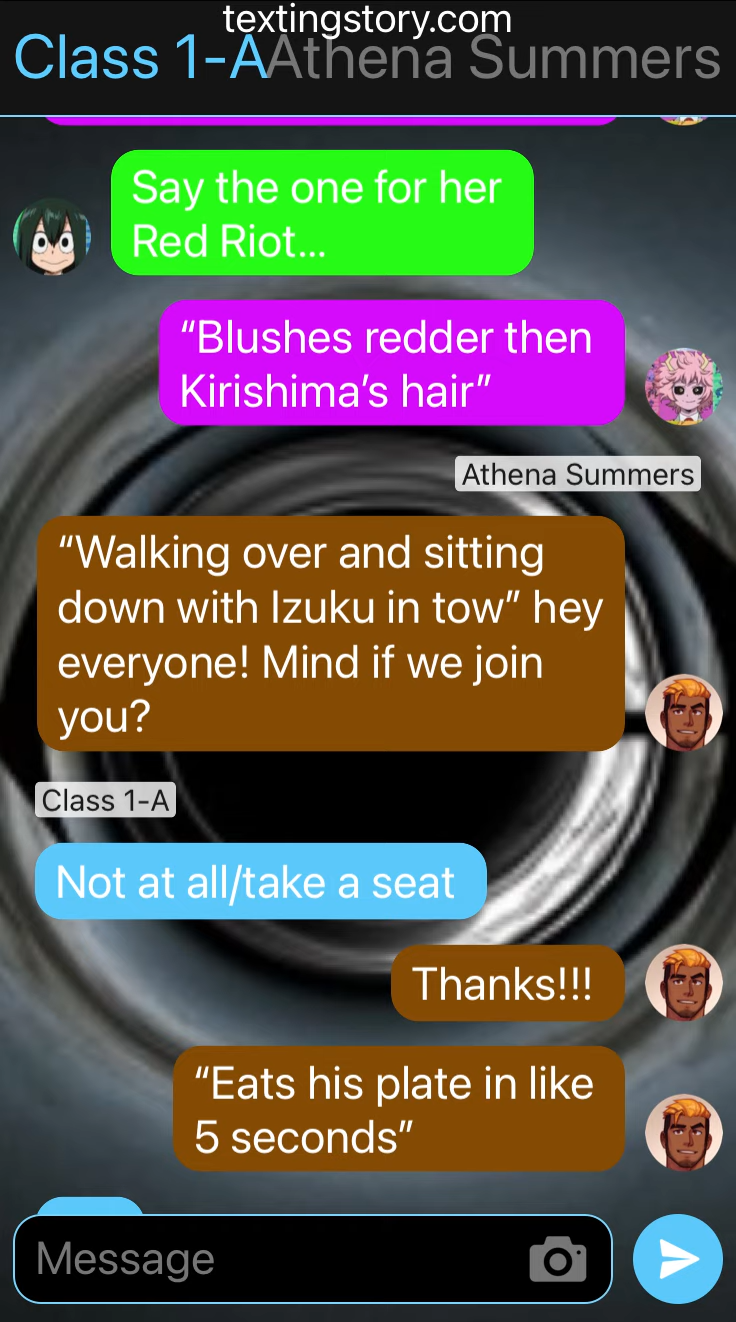 textingstory.com
Class 1-A
Athena Summers
Say the one for her
Red Riot...
“Blushes redder then
Kirishima’s hair”
Athena Summers
“Walking over and sitting
down with Izuku in tow” hey
everyone! Mind if we join
you?
Class 1-A
Not at all/take a seat
Thanks!!!
“Eats his plate in like
5 seconds”
Message